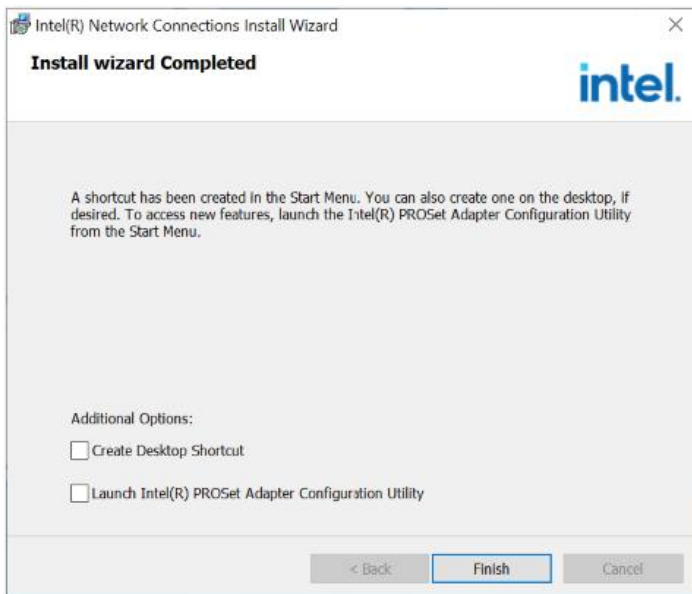 Intel(R) Network Connections Install Wizard
Install wizard Completed
intel.
A shortcut has been created in the Start Menu. You can also create one on the desktop, if
desired. To access new features, launch the Intel(R) PROSet Adapter Configuration Utility
from the Start Menu.
Additional Options:
Create Desktop Shortcut
Launch Intel(R) PROSet Adapter Configuration Utility
< Back Finish Cancel